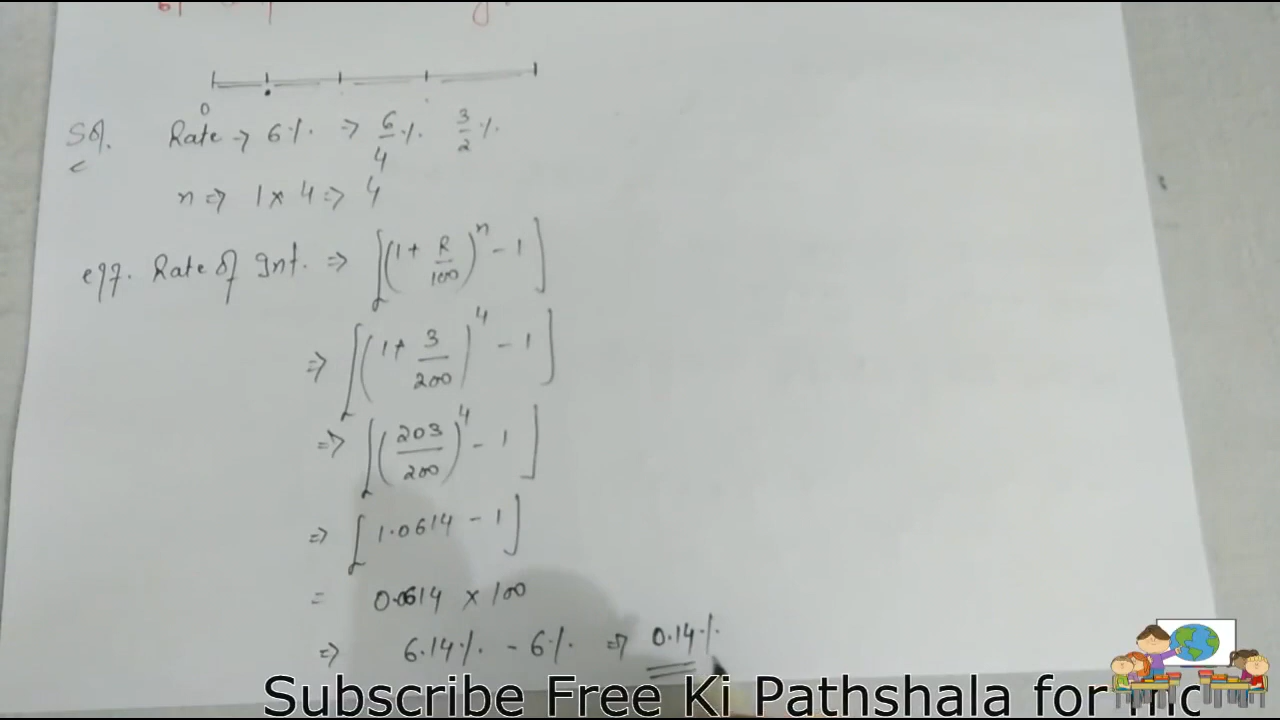 0
Sol. Rate → 6% ⇒ 6/4 % 3/2 %
n ⇒ 1 × 4 ⇒ 4
eff. Rate of Int. ⇒ [(1 + R/100)^n - 1]
⇒ [(1 + 3/200)^4 - 1]
⇒ [(203/200)^4 - 1]
⇒ [1.0614 - 1]
= 0.0614 × 100
⇒ 6.14% - 6% ⇒ 0.14%
Subscribe Free Ki Pathshala for